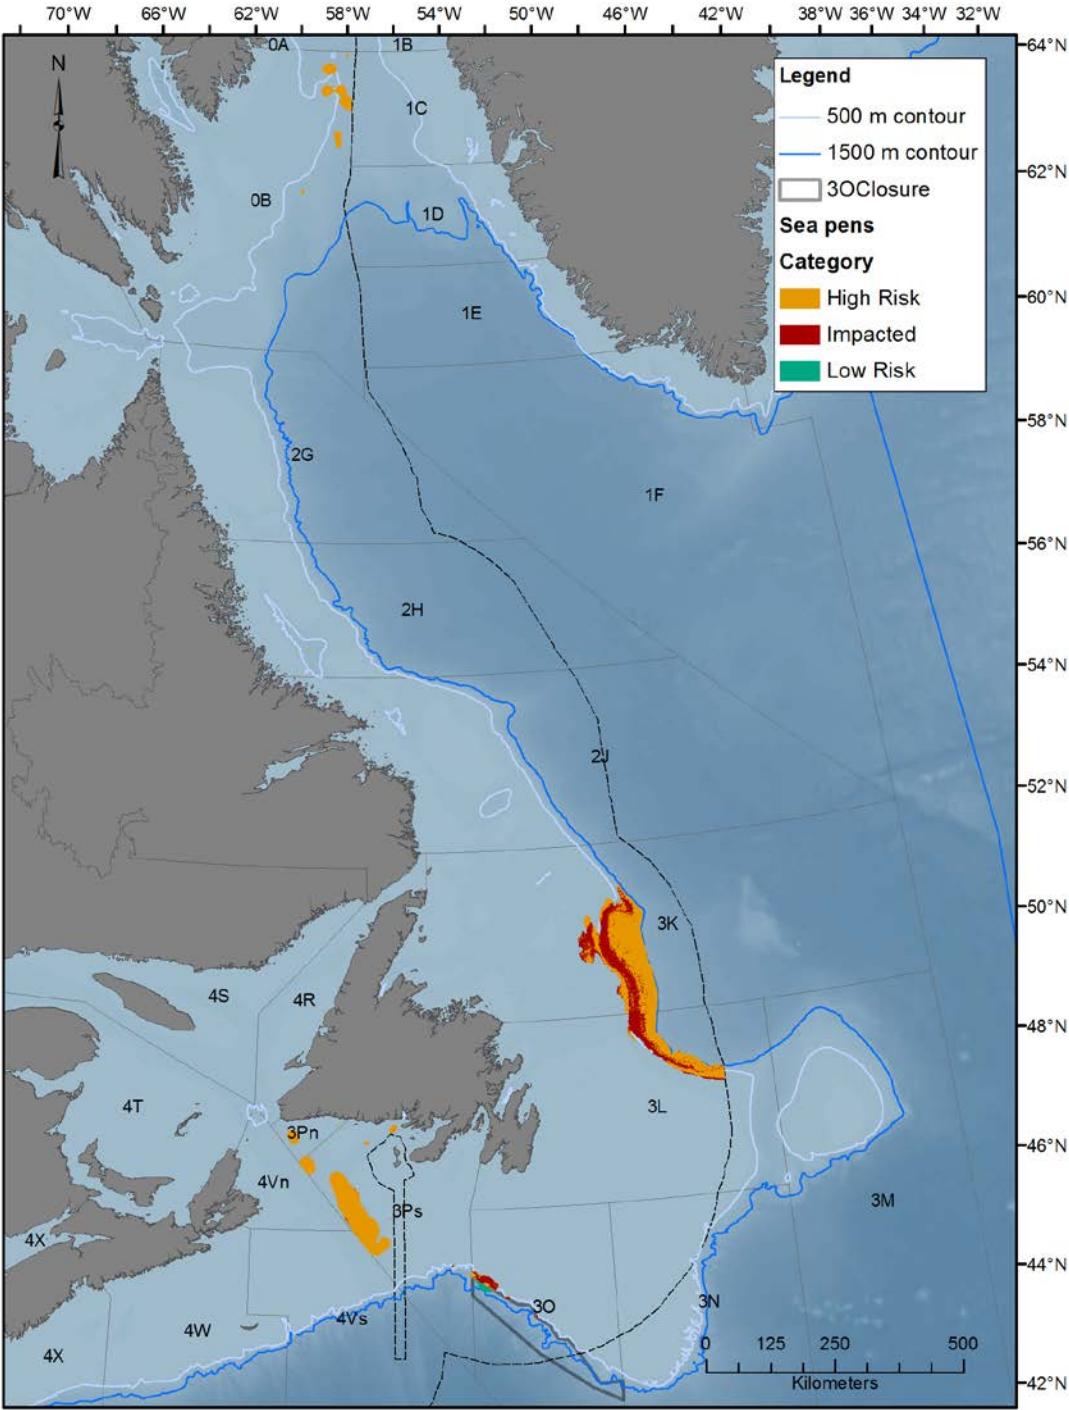 70°W 66°W 62°W 58°W 54°W 50°W 46°W 42°W 38°W 36°W 34°W 32°W
0A 1B 64°N
N
Legend
500 m contour
1C
1500 m contour
62°N
3OClosure
0B
1D
Sea pens
Category
60°N
High Risk
1E
Impacted
Low Risk
58°N
2G
1F
56°N
2H
54°N
2J
52°N
50°N
3K
4S 4R
48°N
4T 3L
3Pn 46°N
4Vn
3M
3Ps
4X
44°N
3N
3O
4Vs
4W
0 125 250 500
4X
Kilometers
42°N